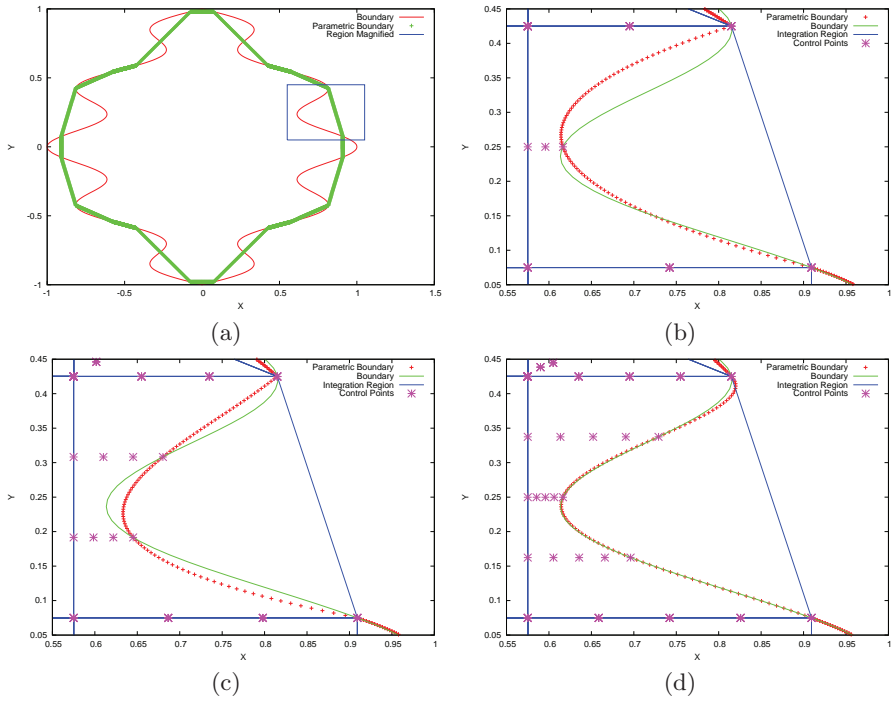 Boundary
Parametric Boundary
Region Magnified
1
0.5
0
-0.5
-1
Y
-1 -0.5 0 0.5 1 1.5
X
(a)
Parametric Boundary
Boundary
Integration Region
Control Points
0.45
0.4
0.35
0.3
0.25
0.2
0.15
0.1
0.05
Y
0.55 0.6 0.65 0.7 0.75 0.8 0.85 0.9 0.95 1
X
(b)
Parametric Boundary
Boundary
Integration Region
Control Points
0.45
0.4
0.35
0.3
0.25
0.2
0.15
0.1
0.05
Y
0.55 0.6 0.65 0.7 0.75 0.8 0.85 0.9 0.95 1
X
(c)
Parametric Boundary
Boundary
Integration Region
Control Points
0.45
0.4
0.35
0.3
0.25
0.2
0.15
0.1
0.05
Y
0.55 0.6 0.65 0.7 0.75 0.8 0.85 0.9 0.95 1
X
(d)